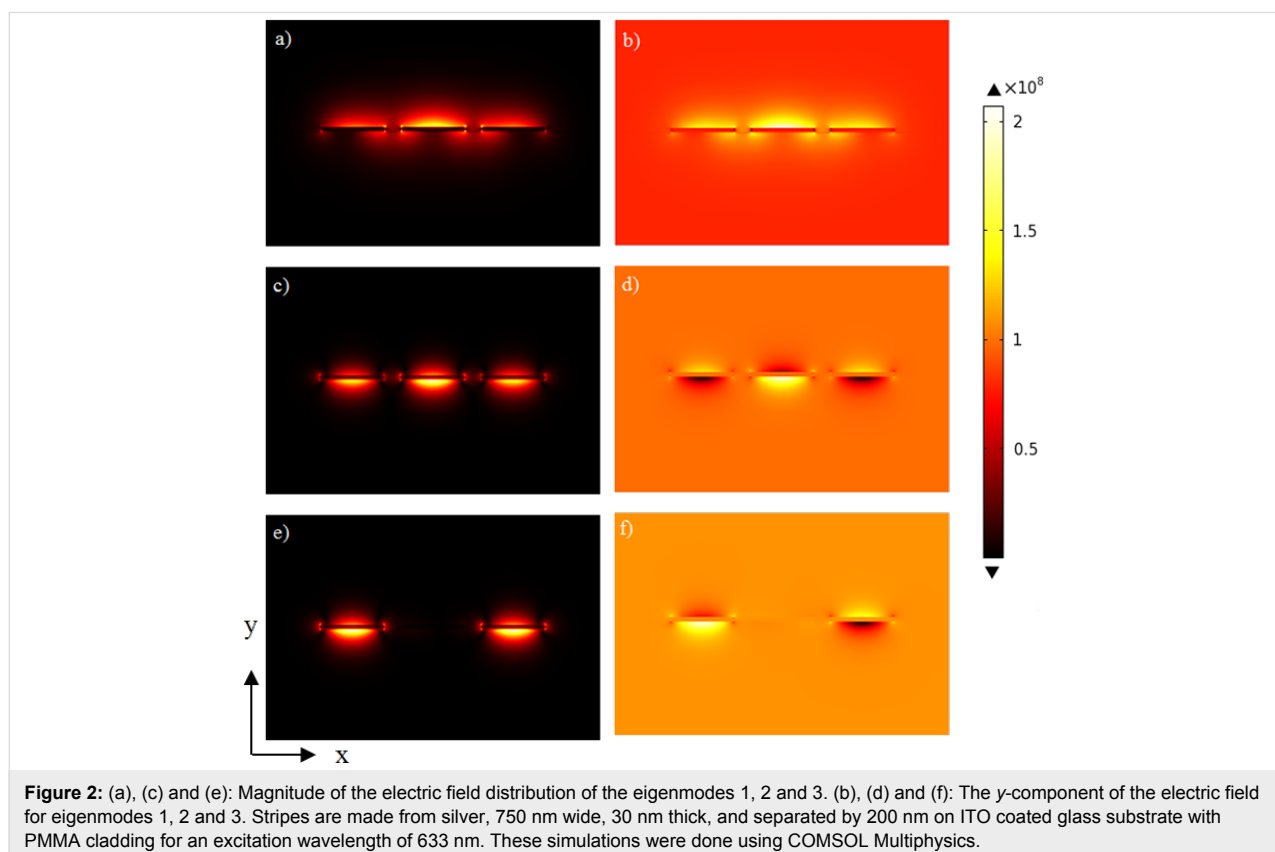 a)
b)
×10⁸
2
1.5
c)
d)
1
0.5
e)
f)
y
x
Figure 2: (a), (c) and (e): Magnitude of the electric field distribution of the eigenmodes 1, 2 and 3. (b), (d) and (f): The y-component of the electric field
for eigenmodes 1, 2 and 3. Stripes are made from silver, 750 nm wide, 30 nm thick, and separated by 200 nm on ITO coated glass substrate with
PMMA cladding for an excitation wavelength of 633 nm. These simulations were done using COMSOL Multiphysics.